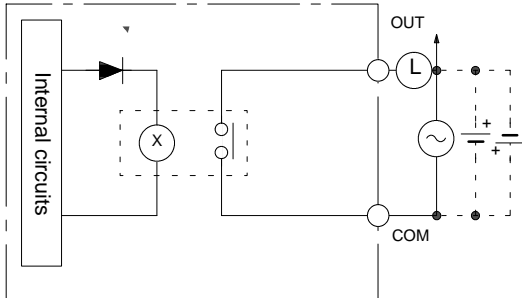 OUT
L
Internal circuits
X
+
+
COM